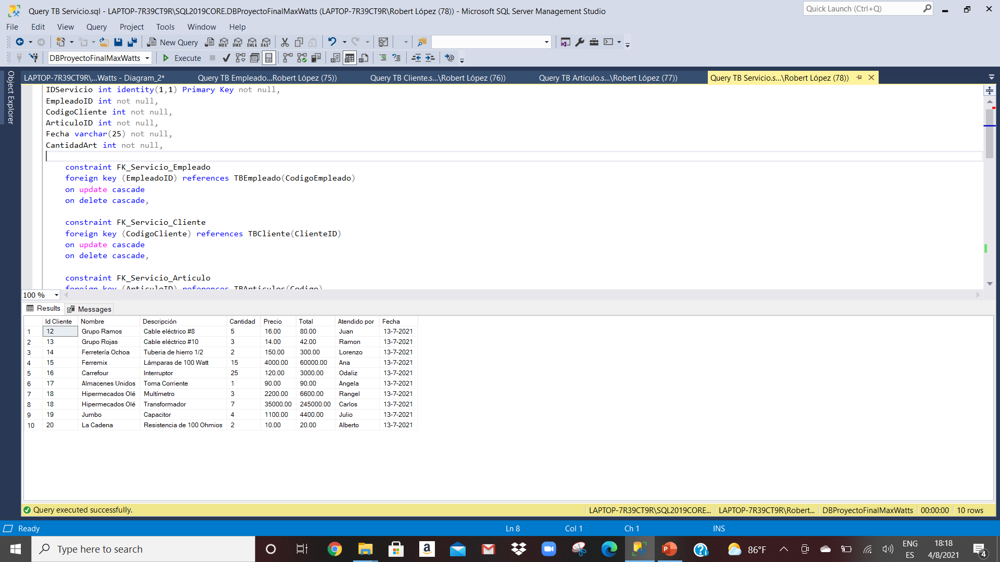 Query TB Servicio.sql - LAPTOP-7R39CT9R\SQL2019CORE.DBProyectoFinalMaxWatts (LAPTOP-7R39CT9R\Robert López (78)) - Microsoft SQL Server Management Studio
Quick Launch (Ctrl+Q)
File Edit View Query Project Tools Window Help
New Query MDX DMX XMLA DAX
DBProyectoFinalMaxWatts Execute
Object Explorer
LAPTOP-7R39CT9R\...Watts - Diagram_2* Query TB Empleado...Robert López (75)) Query TB Cliente.s...\Robert López (76)) Query TB Articulo.s...\Robert López (77)) Query TB Servicio.s...\Robert López (78))
IDServicio int identity(1,1) Primary Key not null,
EmpleadoID int not null,
CodigoCliente int not null,
ArticuloID int not null,
Fecha varchar(25) not null,
CantidadArt int not null,
constraint FK_Servicio_Empleado
foreign key (EmpleadoID) references TBEmpleado(CodigoEmpleado)
on update cascade
on delete cascade,
constraint FK_Servicio_Cliente
foreign key (CodigoCliente) references TBCliente(ClienteID)
on update cascade
on delete cascade,
constraint FK_Servicio_Articulo
foreign key (ArticuloID) references TBArticulos(Codigo)
100 %
Results Messages
Id Cliente Nombre Descripción Cantidad Precio Total Atendido por Fecha
1 12 Grupo Ramos Cable eléctrico #8 5 16.00 80.00 Juan 13-7-2021
2 13 Grupo Rojas Cable eléctrico #10 3 14.00 42.00 Ramon 13-7-2021
3 14 Ferretería Ochoa Tuberia de hierro 1/2 2 150.00 300.00 Lorenzo 13-7-2021
4 15 Ferremix Lámparas de 100 Watt 15 4000.00 60000.00 Ana 13-7-2021
5 16 Carrefour Interruptor 25 120.00 3000.00 Odaliz 13-7-2021
6 17 Almacenes Unidos Toma Corriente 1 90.00 90.00 Angela 13-7-2021
7 18 Hipermecados Olé Multímetro 3 2200.00 6600.00 Rangel 13-7-2021
8 18 Hipermecados Olé Transformador 7 35000.00 245000.00 Carlos 13-7-2021
9 19 Jumbo Capacitor 4 1100.00 4400.00 Julio 13-7-2021
10 20 La Cadena Resistencia de 100 Ohmios 2 10.00 20.00 Alberto 13-7-2021
Query executed successfully. LAPTOP-7R39CT9R\SQL2019CORE... LAPTOP-7R39CT9R\Robert... DBProyectoFinalMaxWatts 00:00:00 10 rows
Ready Ln 8 Col 1 Ch 1 INS
Type here to search 86°F ENG 18:18
ES 4/8/2021 4